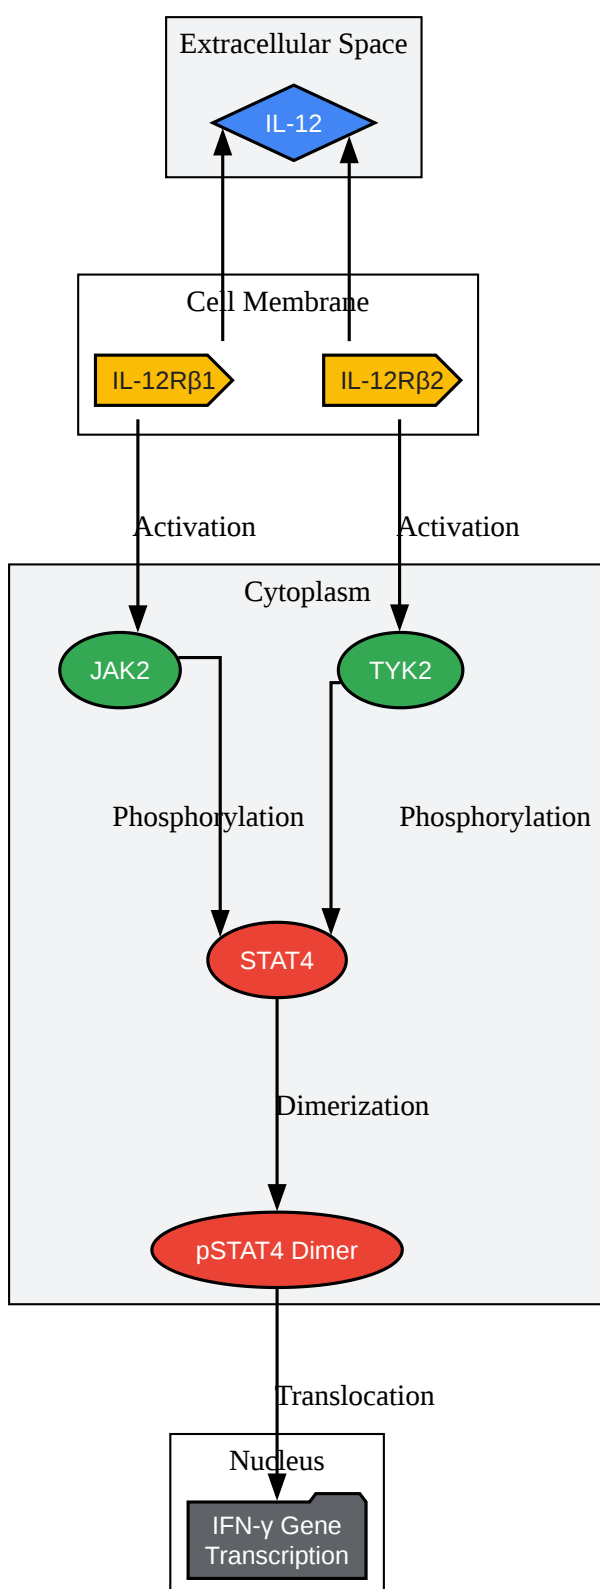 Extracellular Space
IL-12
Cell Membrane
IL-12Rβ1
IL-12Rβ2
Activation
Activation
Cytoplasm
JAK2
TYK2
Phosphorylation
Phosphorylation
STAT4
Dimerization
pSTAT4 Dimer
Translocation
Nucleus
IFN-γ Gene
Transcription